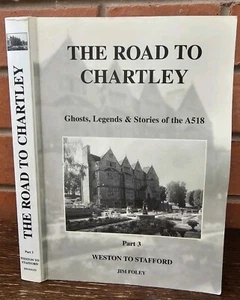 THE ROAD TO
CHARTLEY
Ghosts, Legends & Stories of the A518
Part 3
WESTON TO STAFFORD
JIM FOLEY
THE ROAD TO CHARTLEY
Part 3
WESTON TO
STAFFORD